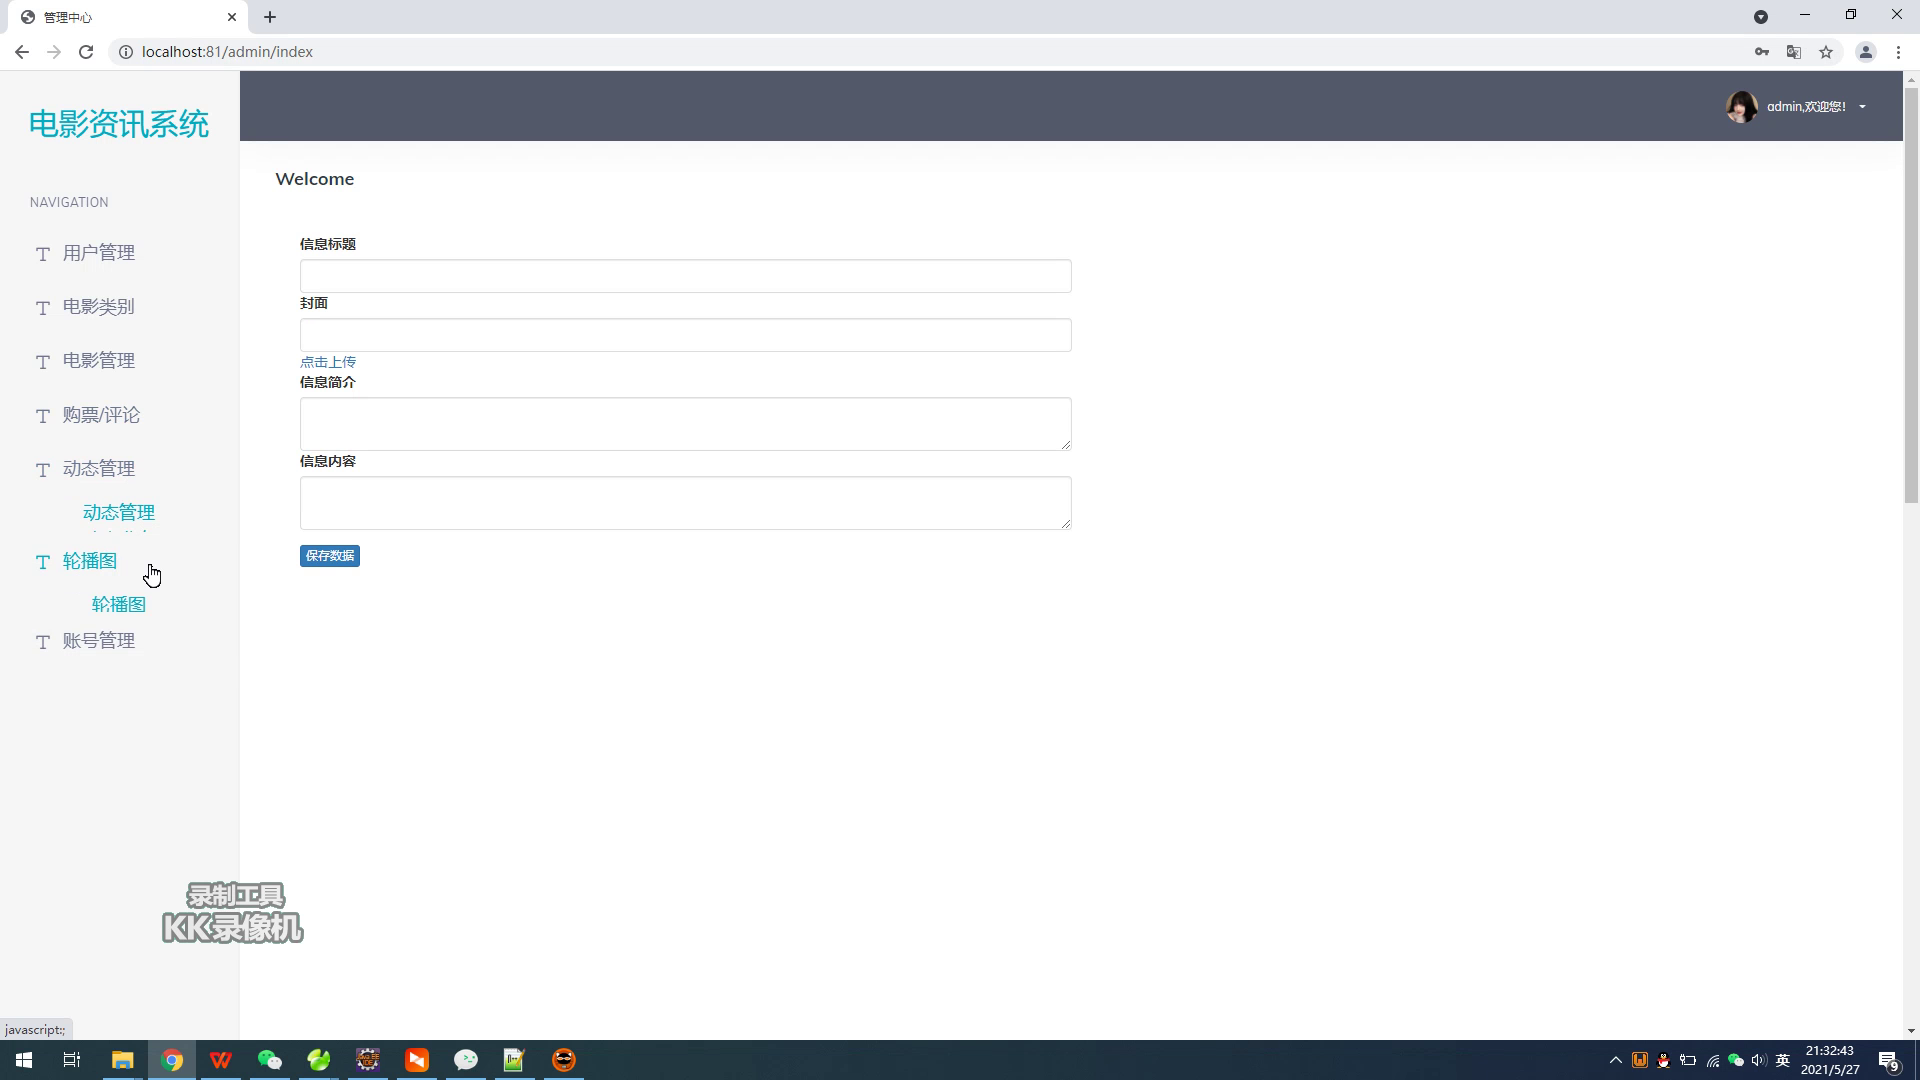 管理中心
localhost:81/admin/index
电影资讯系统
admin,欢迎您!
NAVIGATION
用户管理
电影类别
电影管理
购票/评论
动态管理
动态管理
轮播图
轮播图
账号管理
Welcome
信息标题
封面
点击上传
信息简介
信息内容
保存数据
录制工具
KK录像机
javascript:;
英
21:32:43
2021/5/27
9